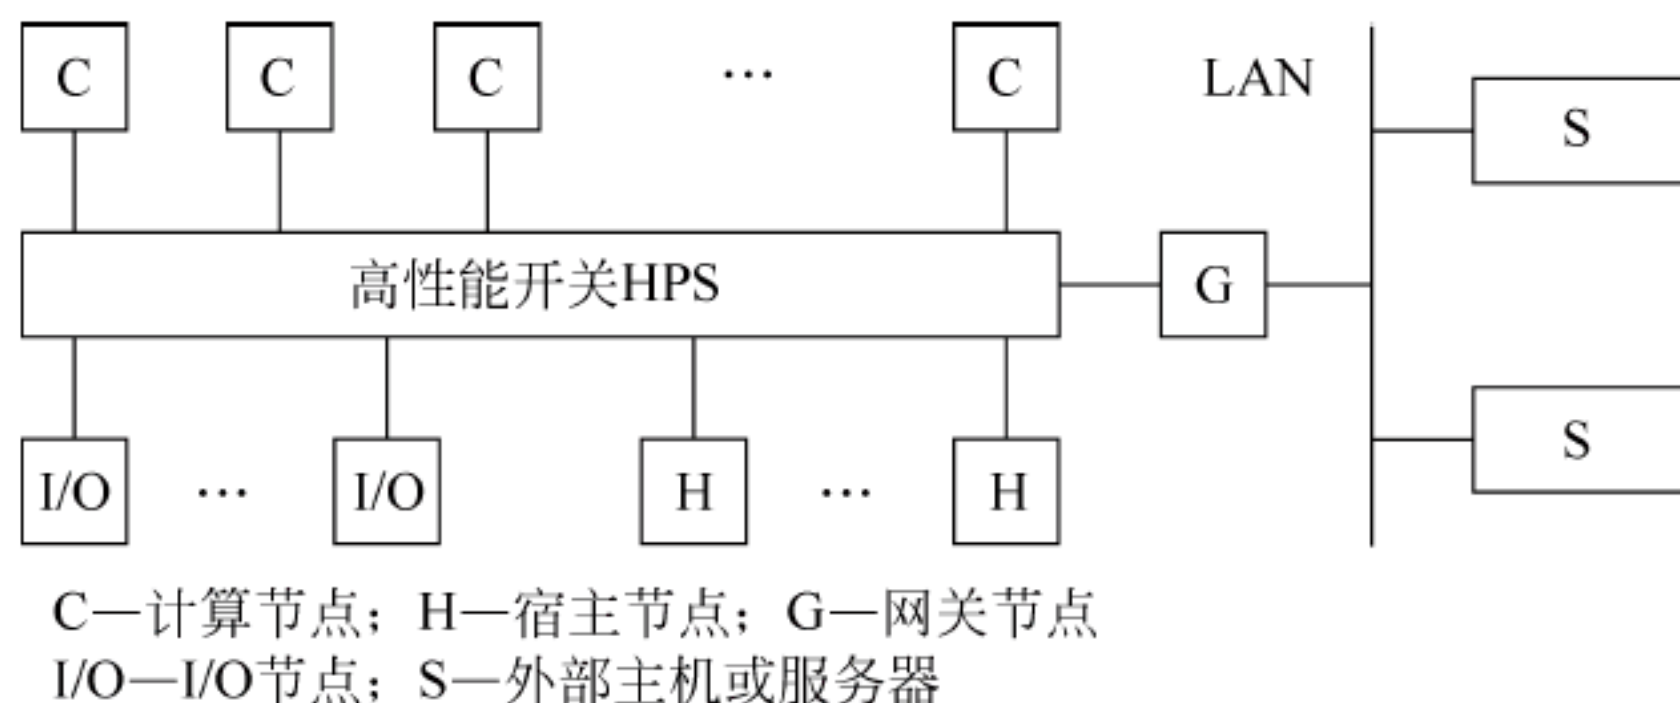 C C C … C LAN
S
高性能开关HPS G
S
I/O … I/O H … H
C—计算节点；H—宿主节点；G—网关节点
I/O—I/O节点；S—外部主机或服务器